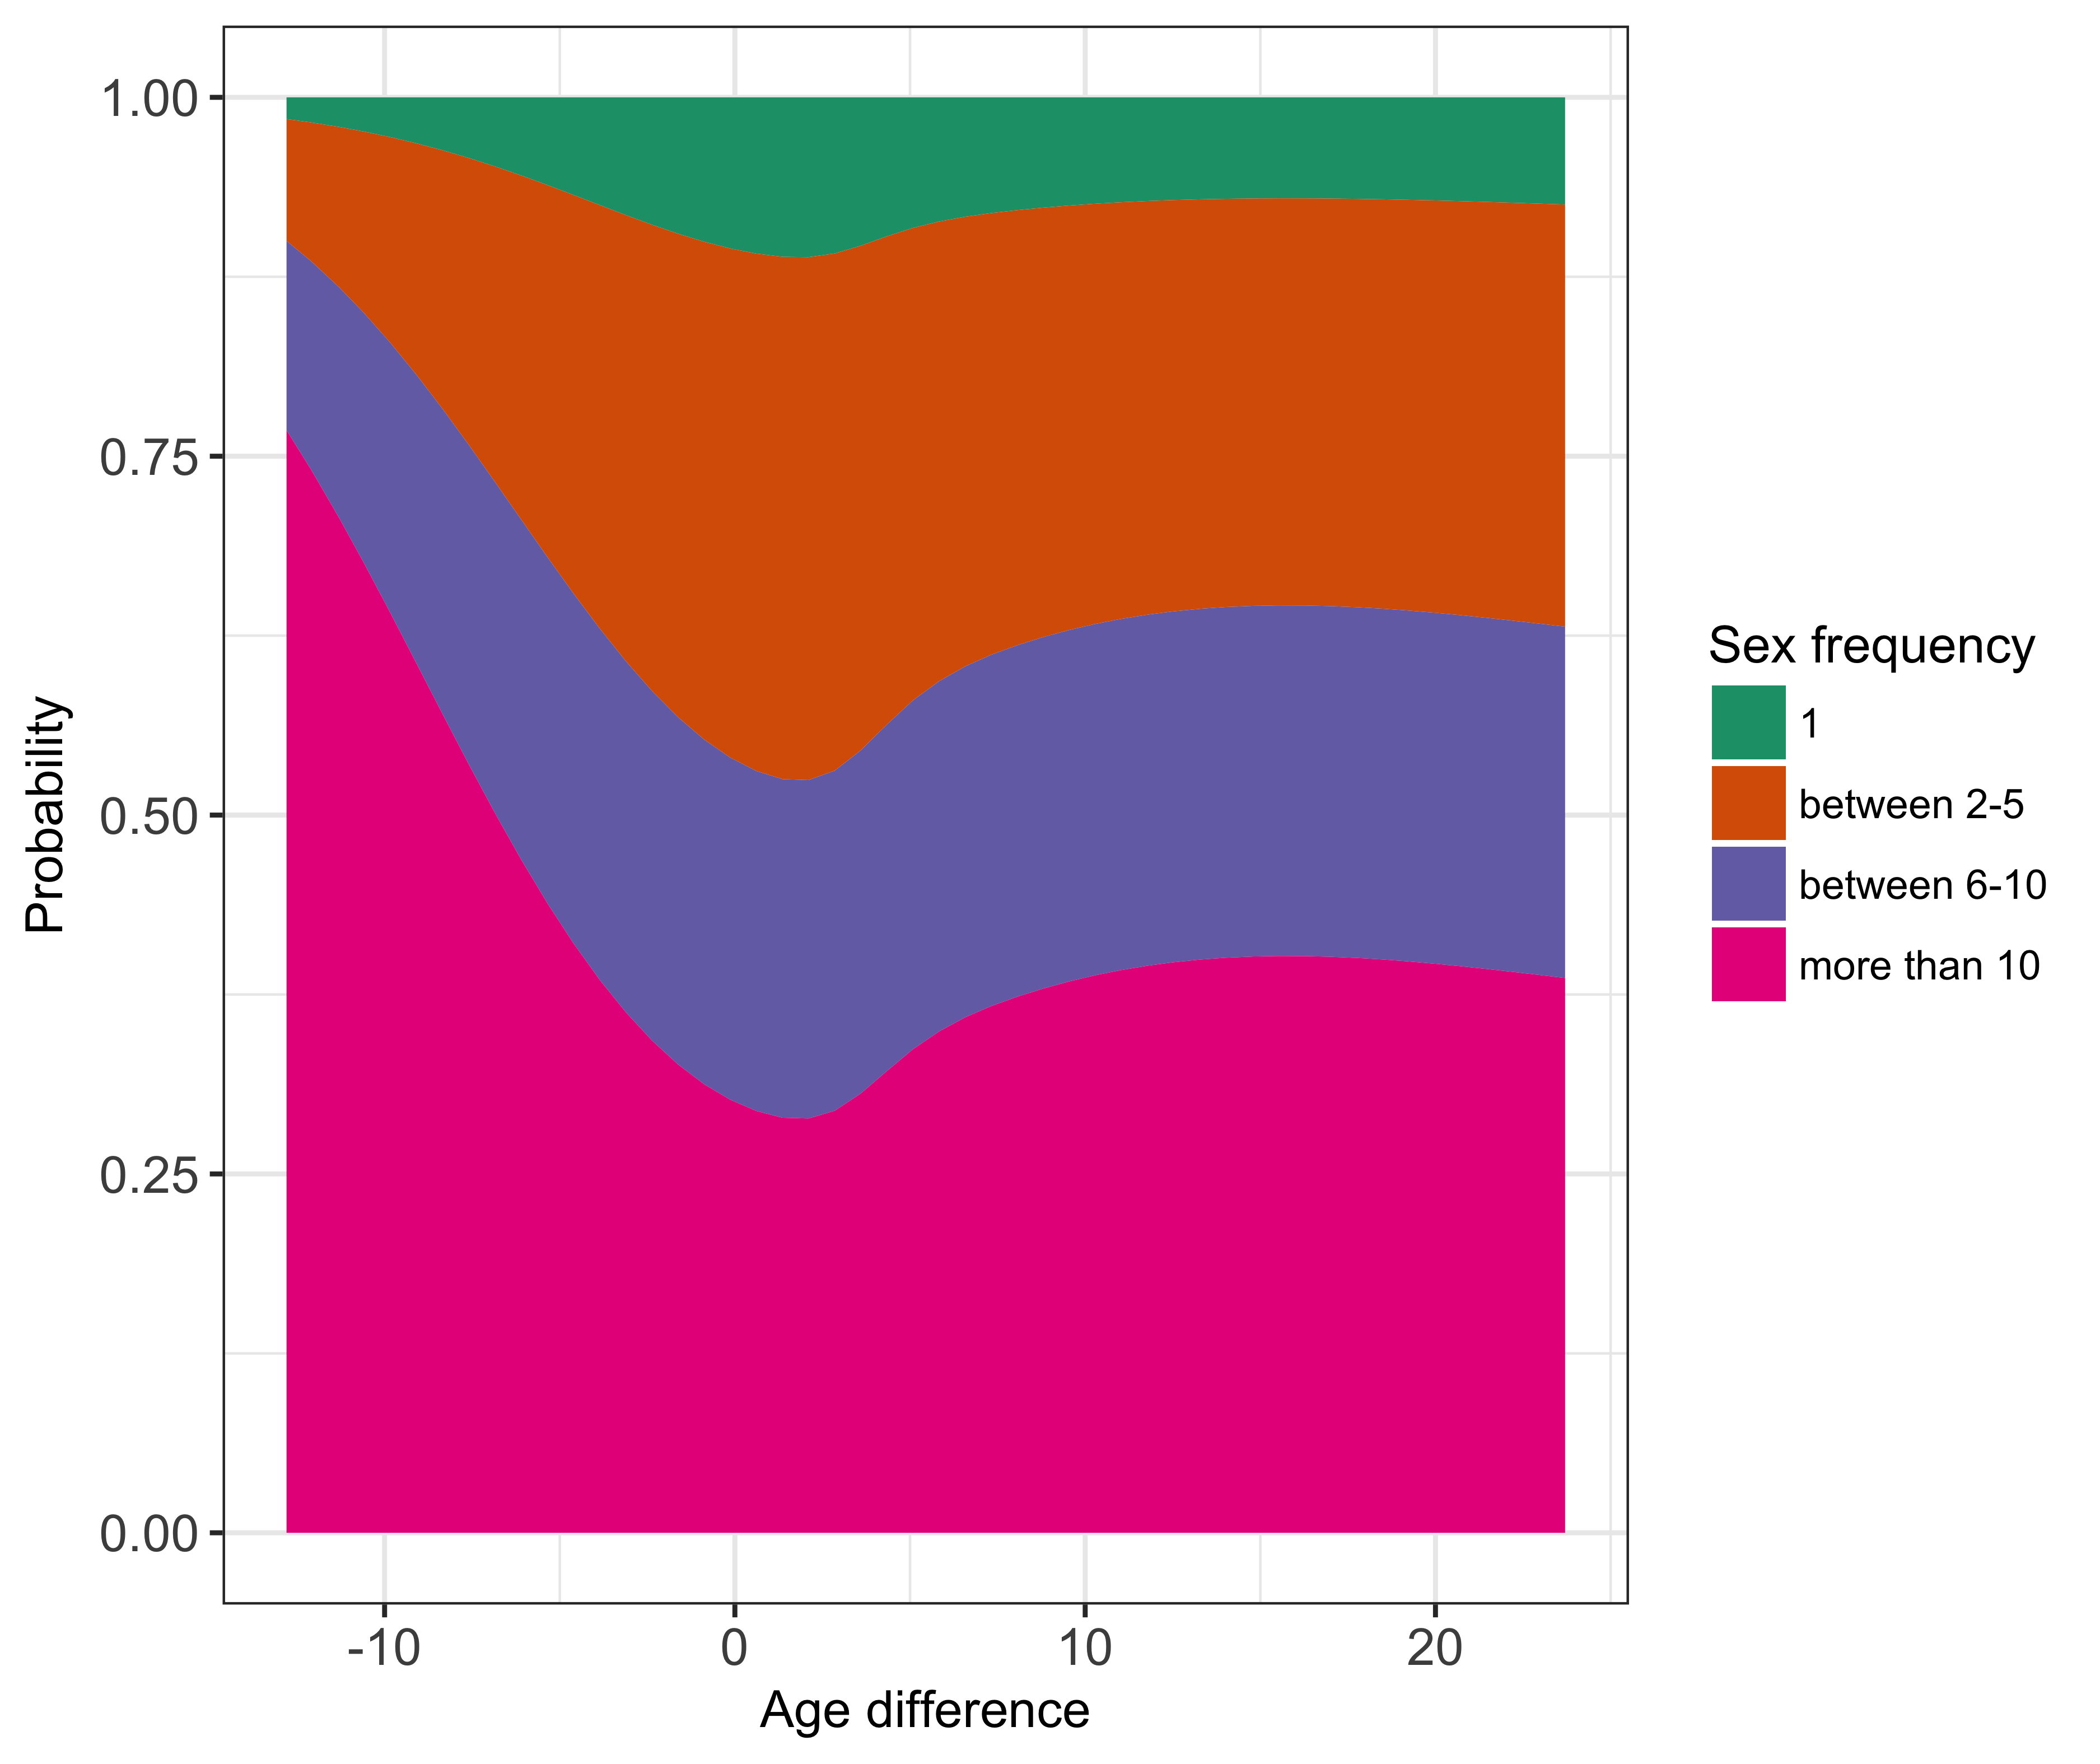 1.00
0.75
0.50
0.25
0.00
Probability
-10
0
10
20
Age difference
Sex frequency
1
between 2-5
between 6-10
more than 10